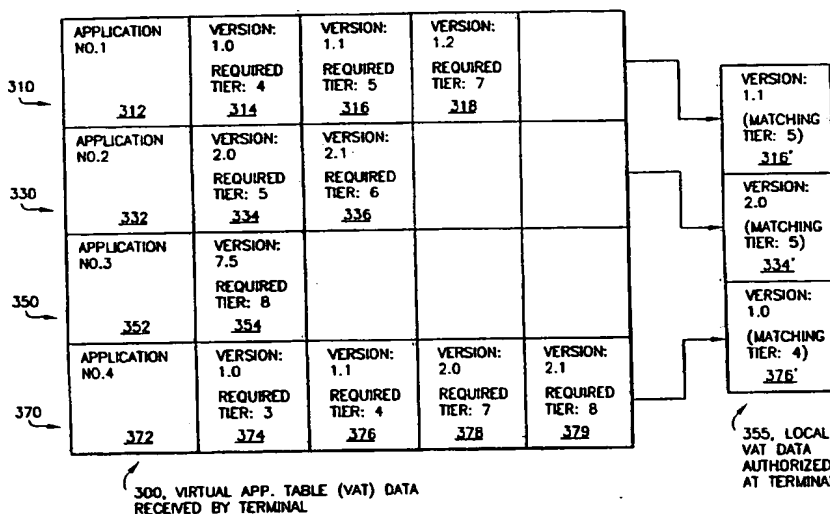 APPLICATION
NO.1
312
VERSION:
1.0
REQUIRED
TIER: 4
314
VERSION:
1.1
REQUIRED
TIER: 5
316
VERSION:
1.2
REQUIRED
TIER: 7
318
310
APPLICATION
NO.2
332
VERSION:
2.0
REQUIRED
TIER: 5
334
VERSION:
2.1
REQUIRED
TIER: 6
336
330
APPLICATION
NO.3
352
VERSION:
7.5
REQUIRED
TIER: 8
354
350
APPLICATION
NO.4
372
VERSION:
1.0
REQUIRED
TIER: 3
374
VERSION:
1.1
REQUIRED
TIER: 4
376
VERSION:
2.0
REQUIRED
TIER: 7
378
VERSION:
2.1
REQUIRED
TIER: 8
379
370
300, VIRTUAL APP. TABLE (VAT) DATA
RECEIVED BY TERMINAL
VERSION:
1.1
(MATCHING
TIER: 5)
316'
VERSION:
2.0
(MATCHING
TIER: 5)
334'
VERSION:
1.0
(MATCHING
TIER: 4)
376'
355, LOCAL
VAT DATA
AUTHORIZED
AT